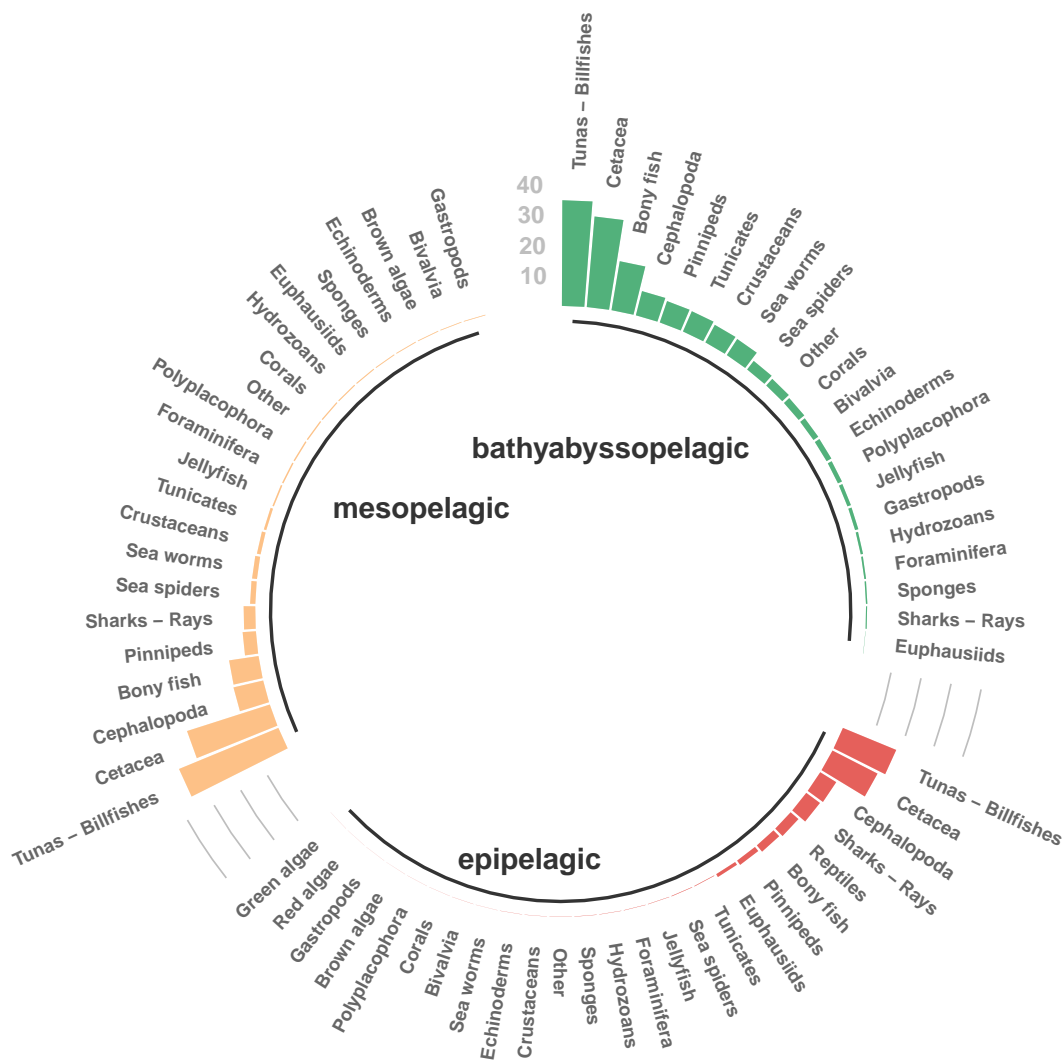 40
30
20
10
Tunas – Billfishes
Cetacea
Bony fish
Cephalopoda
Pinnipeds
Tunicates
Crustaceans
Sea worms
Sea spiders
Other
Corals
Bivalvia
Echinoderms
Polyplacophora
Jellyfish
Gastropods
Hydrozoans
Foraminifera
Sponges
Sharks – Rays
Euphausiids
bathyabyssopelagic
Tunas – Billfishes
Cetacea
Cephalopoda
Sharks – Rays
Reptiles
Bony fish
Pinnipeds
Euphausiids
Tunicates
Sea spiders
Jellyfish
Foraminifera
Hydrozoans
Sponges
Other
Crustaceans
Echinoderms
Sea worms
Bivalvia
Corals
Polyplacophora
Brown algae
Gastropods
Red algae
Green algae
epipelagic
Tunas – Billfishes
Cetacea
Cephalopoda
Bony fish
Pinnipeds
Sharks – Rays
Sea spiders
Sea worms
Crustaceans
Tunicates
Jellyfish
Foraminifera
Polyplacophora
Other
Corals
Hydrozoans
Euphausiids
Sponges
Echinoderms
Brown algae
Bivalvia
Gastropods
mesopelagic